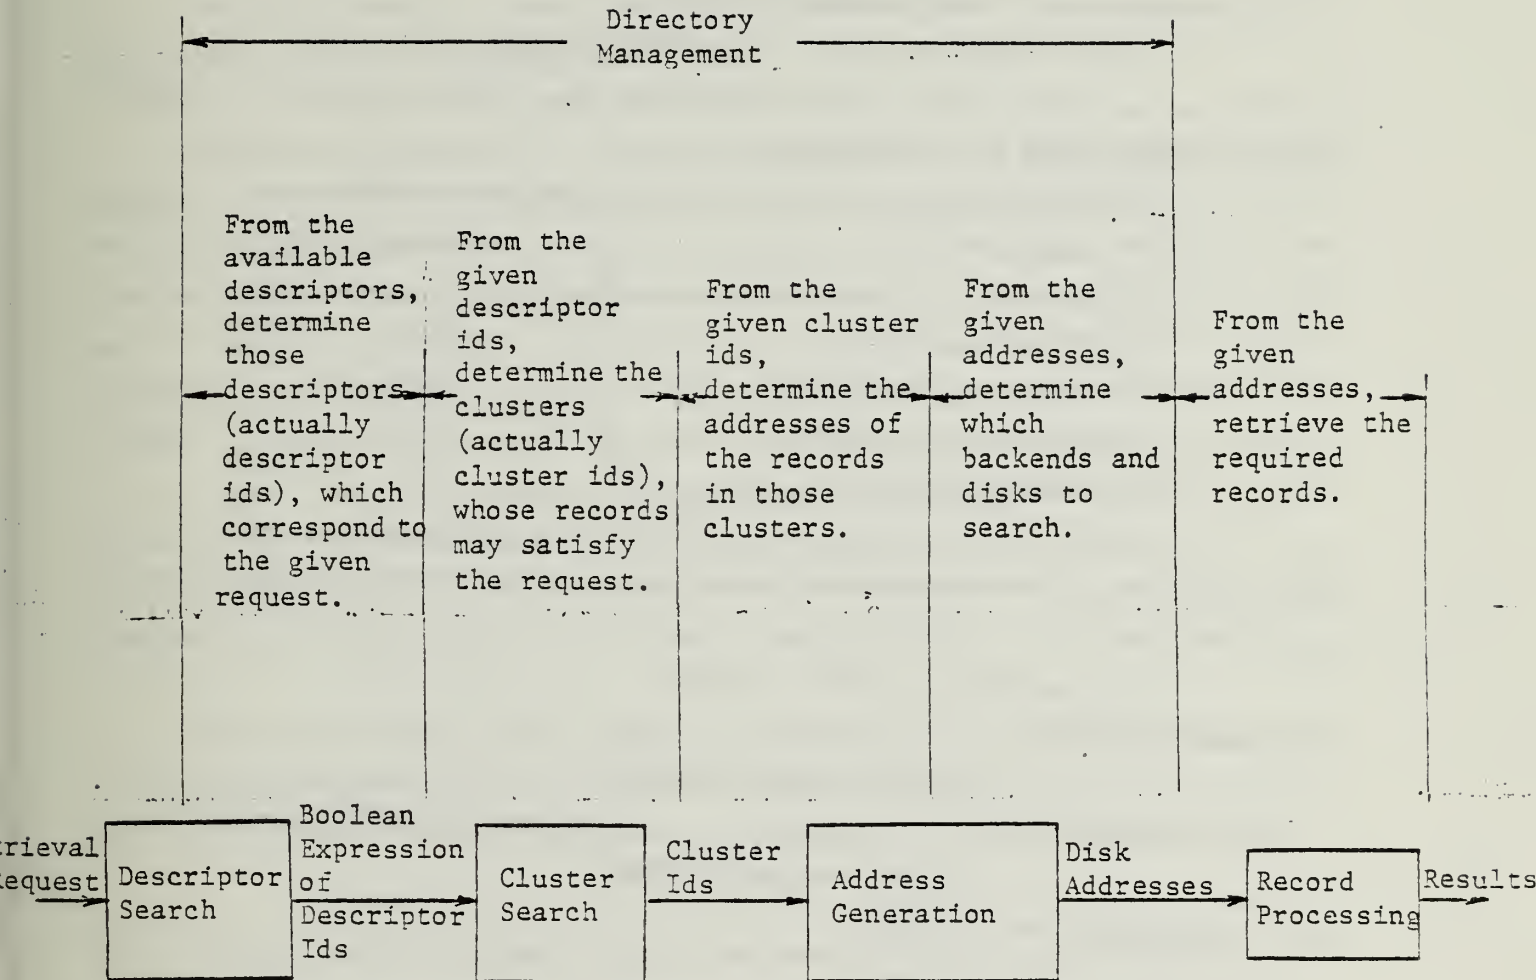 Directory
Management
From the
available
descriptors,
determine
those
descriptors
(actually
descriptor
ids), which
correspond to
the given
request.
From the
given
descriptor
ids,
determine the
clusters
(actually
cluster ids),
whose records
may satisfy
the request.
From the
given cluster
ids,
determine the
addresses of
the records
in those
clusters.
From the
given
addresses,
determine
which
backends and
disks to
search.
From the
given
addresses,
retrieve the
required
records.
trieval
equest
Descriptor
Search
Boolean
Expression
of
Descriptor
Ids
Cluster
Search
Cluster
Ids
Address
Generation
Disk
Addresses
Record
Processing
Results